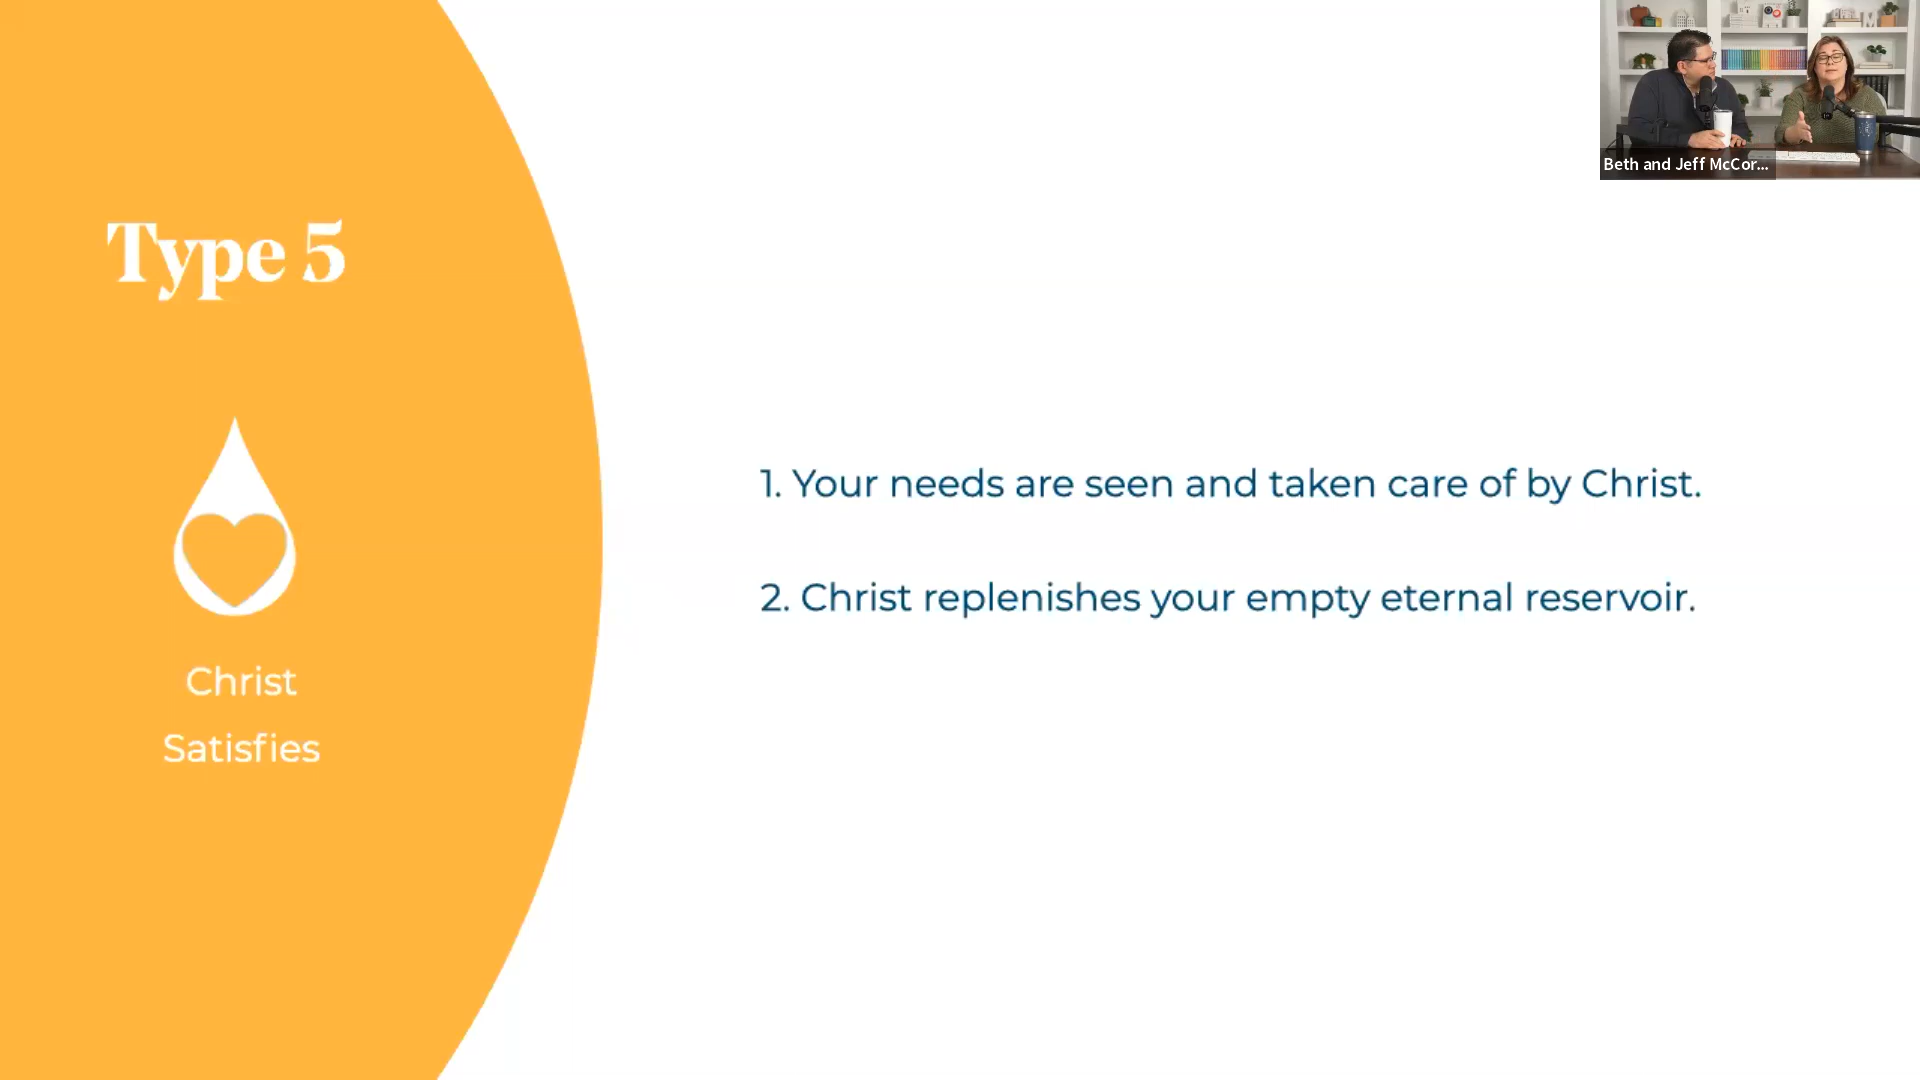 Type 5
Christ
Satisfies
1. Your needs are seen and taken care of by Christ.
2. Christ replenishes your empty eternal reservoir.
Beth and Jeff McCor...